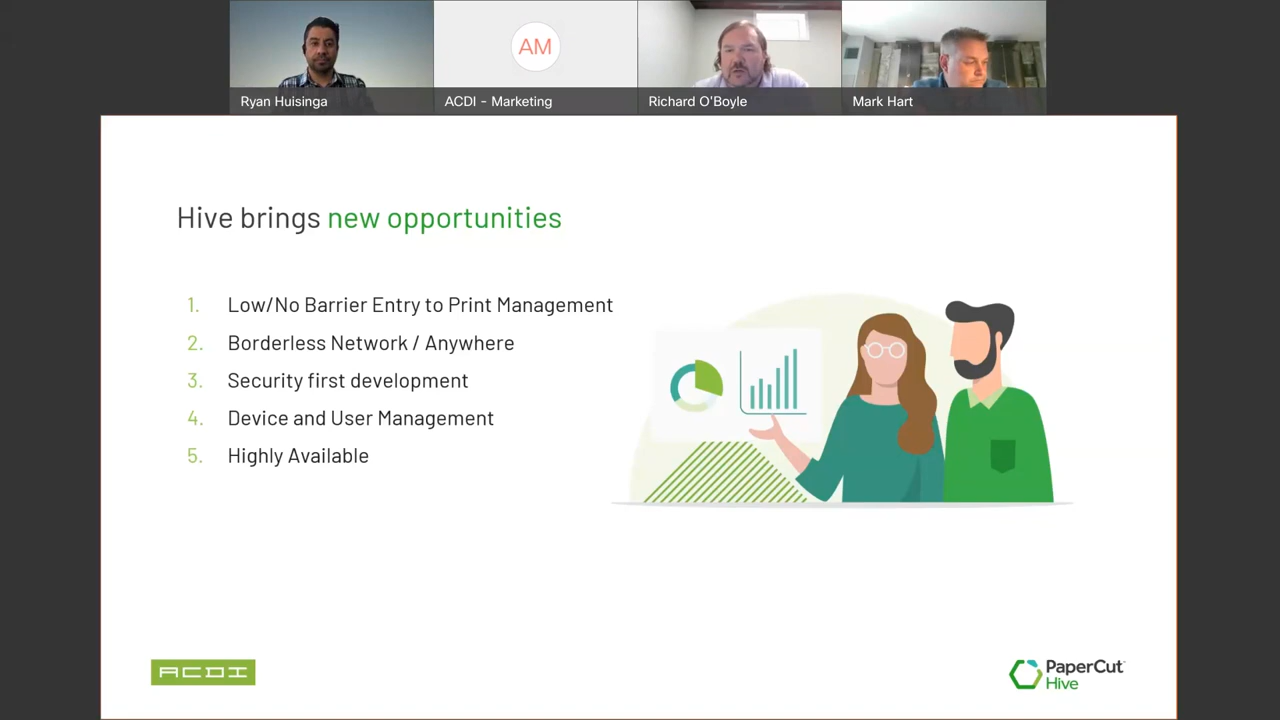 AM
Ryan Huisinga
ACDI - Marketing
Richard O'Boyle
Mark Hart
Hive brings new opportunities
1. Low/No Barrier Entry to Print Management
2. Borderless Network / Anywhere
3. Security first development
4. Device and User Management
5. Highly Available
ACDI
PaperCut
Hive